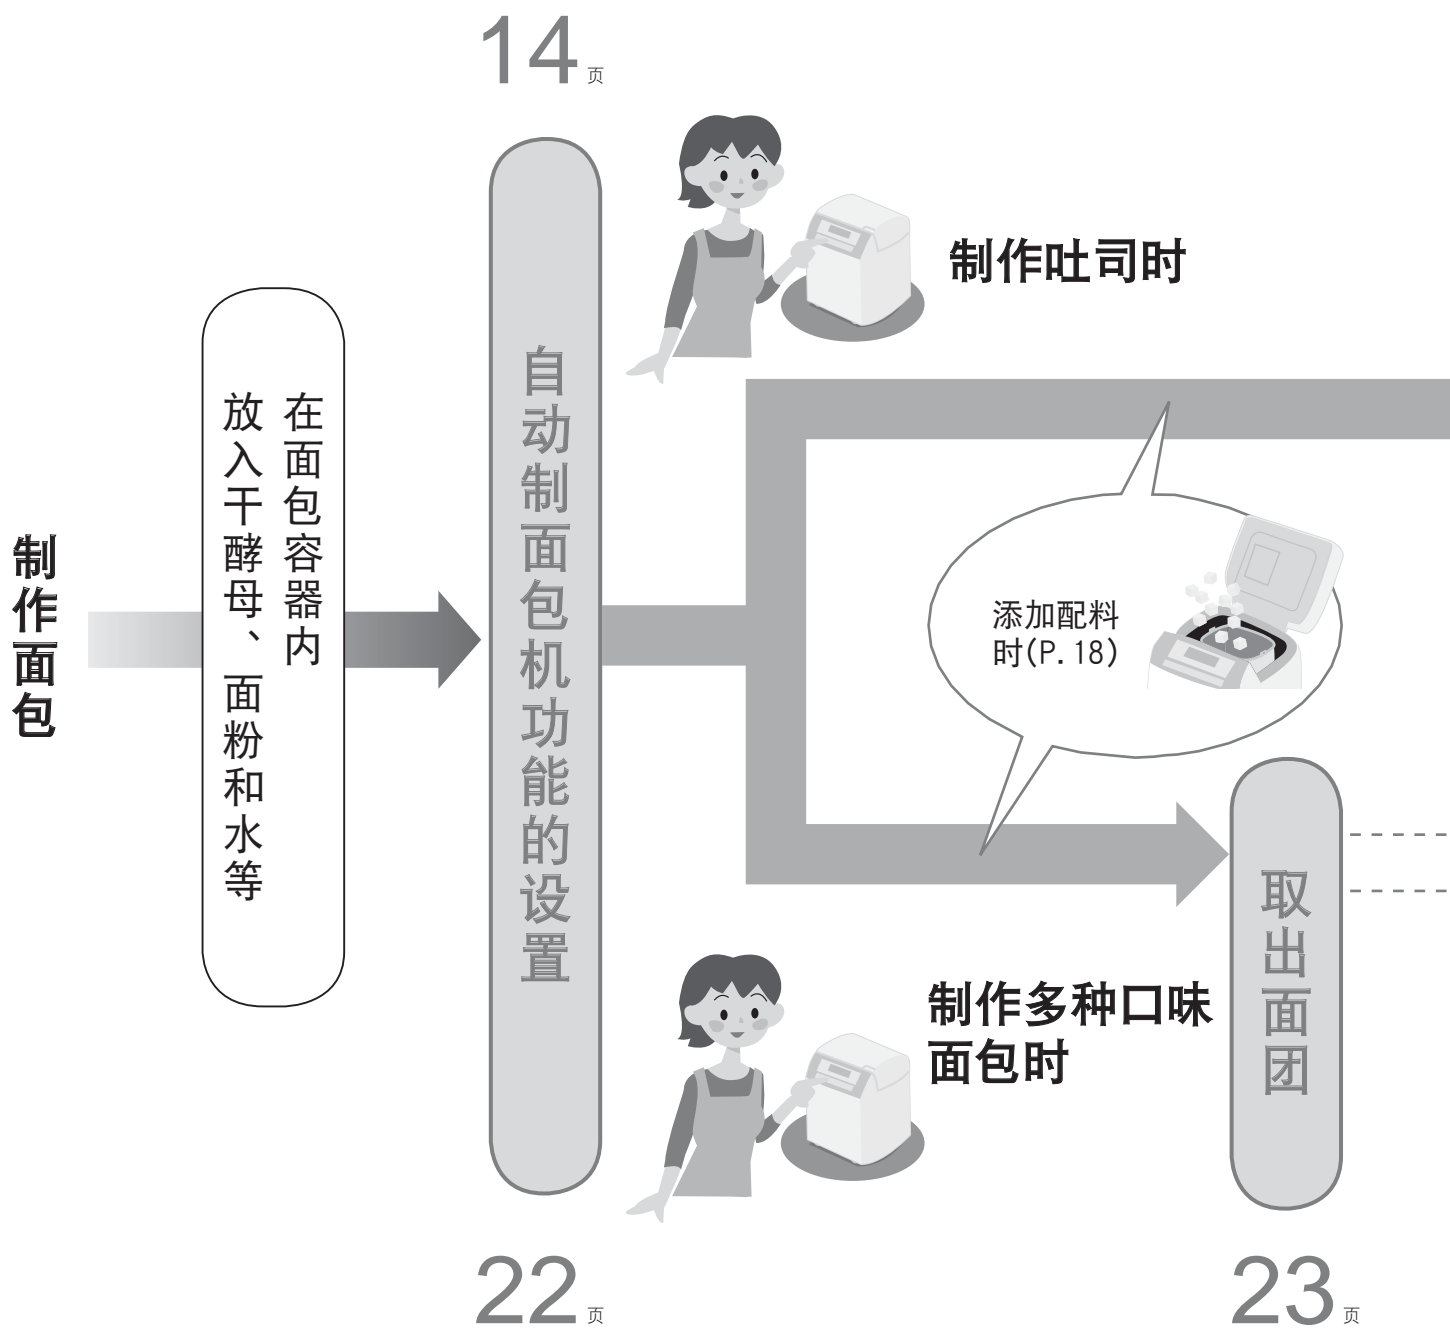 14页
制作吐司时
制作面包
在面包容器内
放入干酵母、面粉和水等
自动制面包机功能的设置
添加配料
时(P.18)
制作多种口味
面包时
取出面团
22页
23页